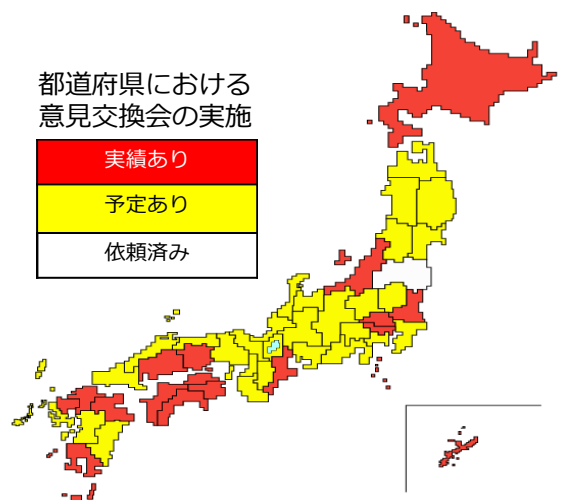 都道府県における
意見交換会の実施
実績あり
予定あり
依頼済み